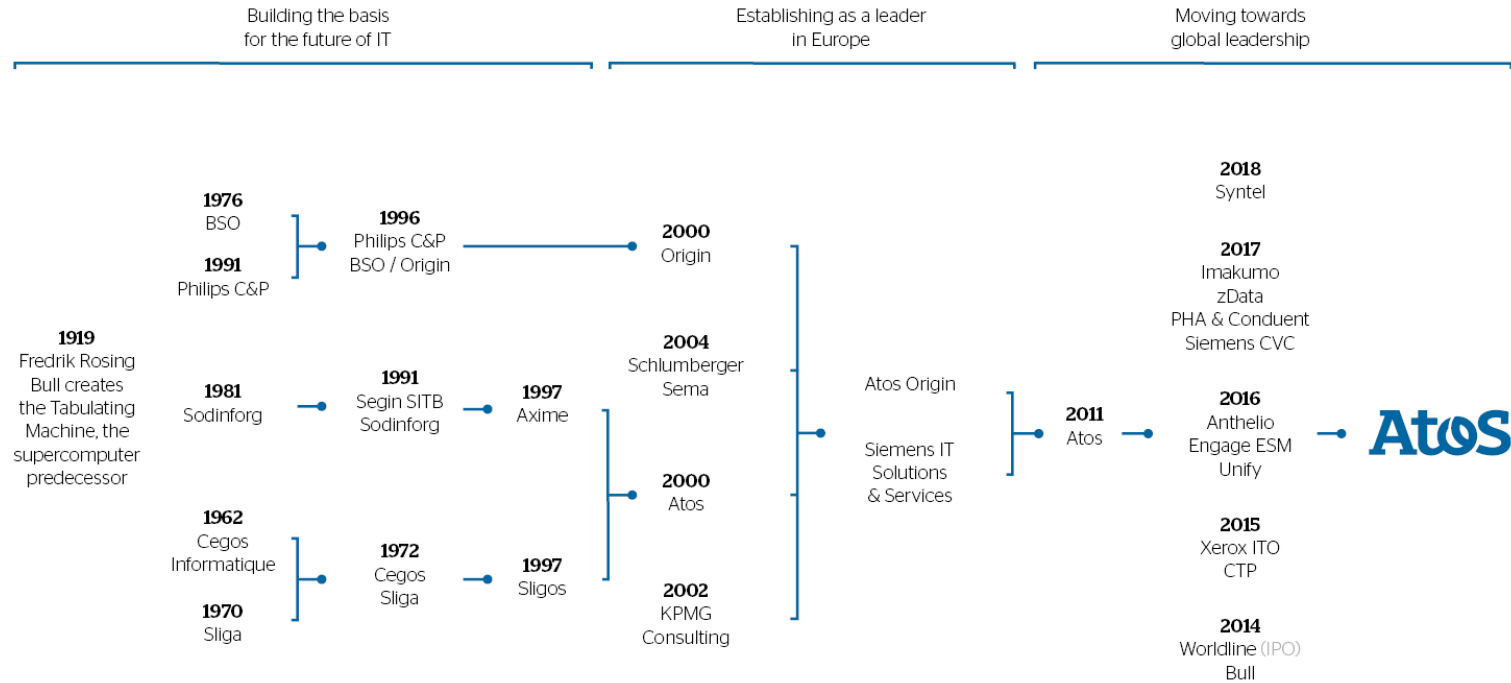 Building the basis
for the future of IT
Establishing as a leader
in Europe
Moving towards
global leadership
1919
Fredrik Rosing
Bull creates
the Tabulating
Machine, the
supercomputer
predecessor
1976
BSO
1991
Philips C&P
1981
Sodinforg
1962
Cegos
Informatique
1970
Sliga
1996
Philips C&P
BSO / Origin
1991
Segin SITB
Sodinforg
1972
Cegos
Sliga
1997
Axime
1997
Sligos
2000
Origin
2004
Schlumberger
Sema
2000
Atos
2002
KPMG
Consulting
Atos Origin
Siemens IT
Solutions
& Services
2011
Atos
2018
Syntel
2017
Imakumo
zData
PHA & Conduent
Siemens CVC
2016
Anthelio
Engage ESM
Unify
2015
Xerox ITO
CTP
2014
Worldline (IPO)
Bull
Atos